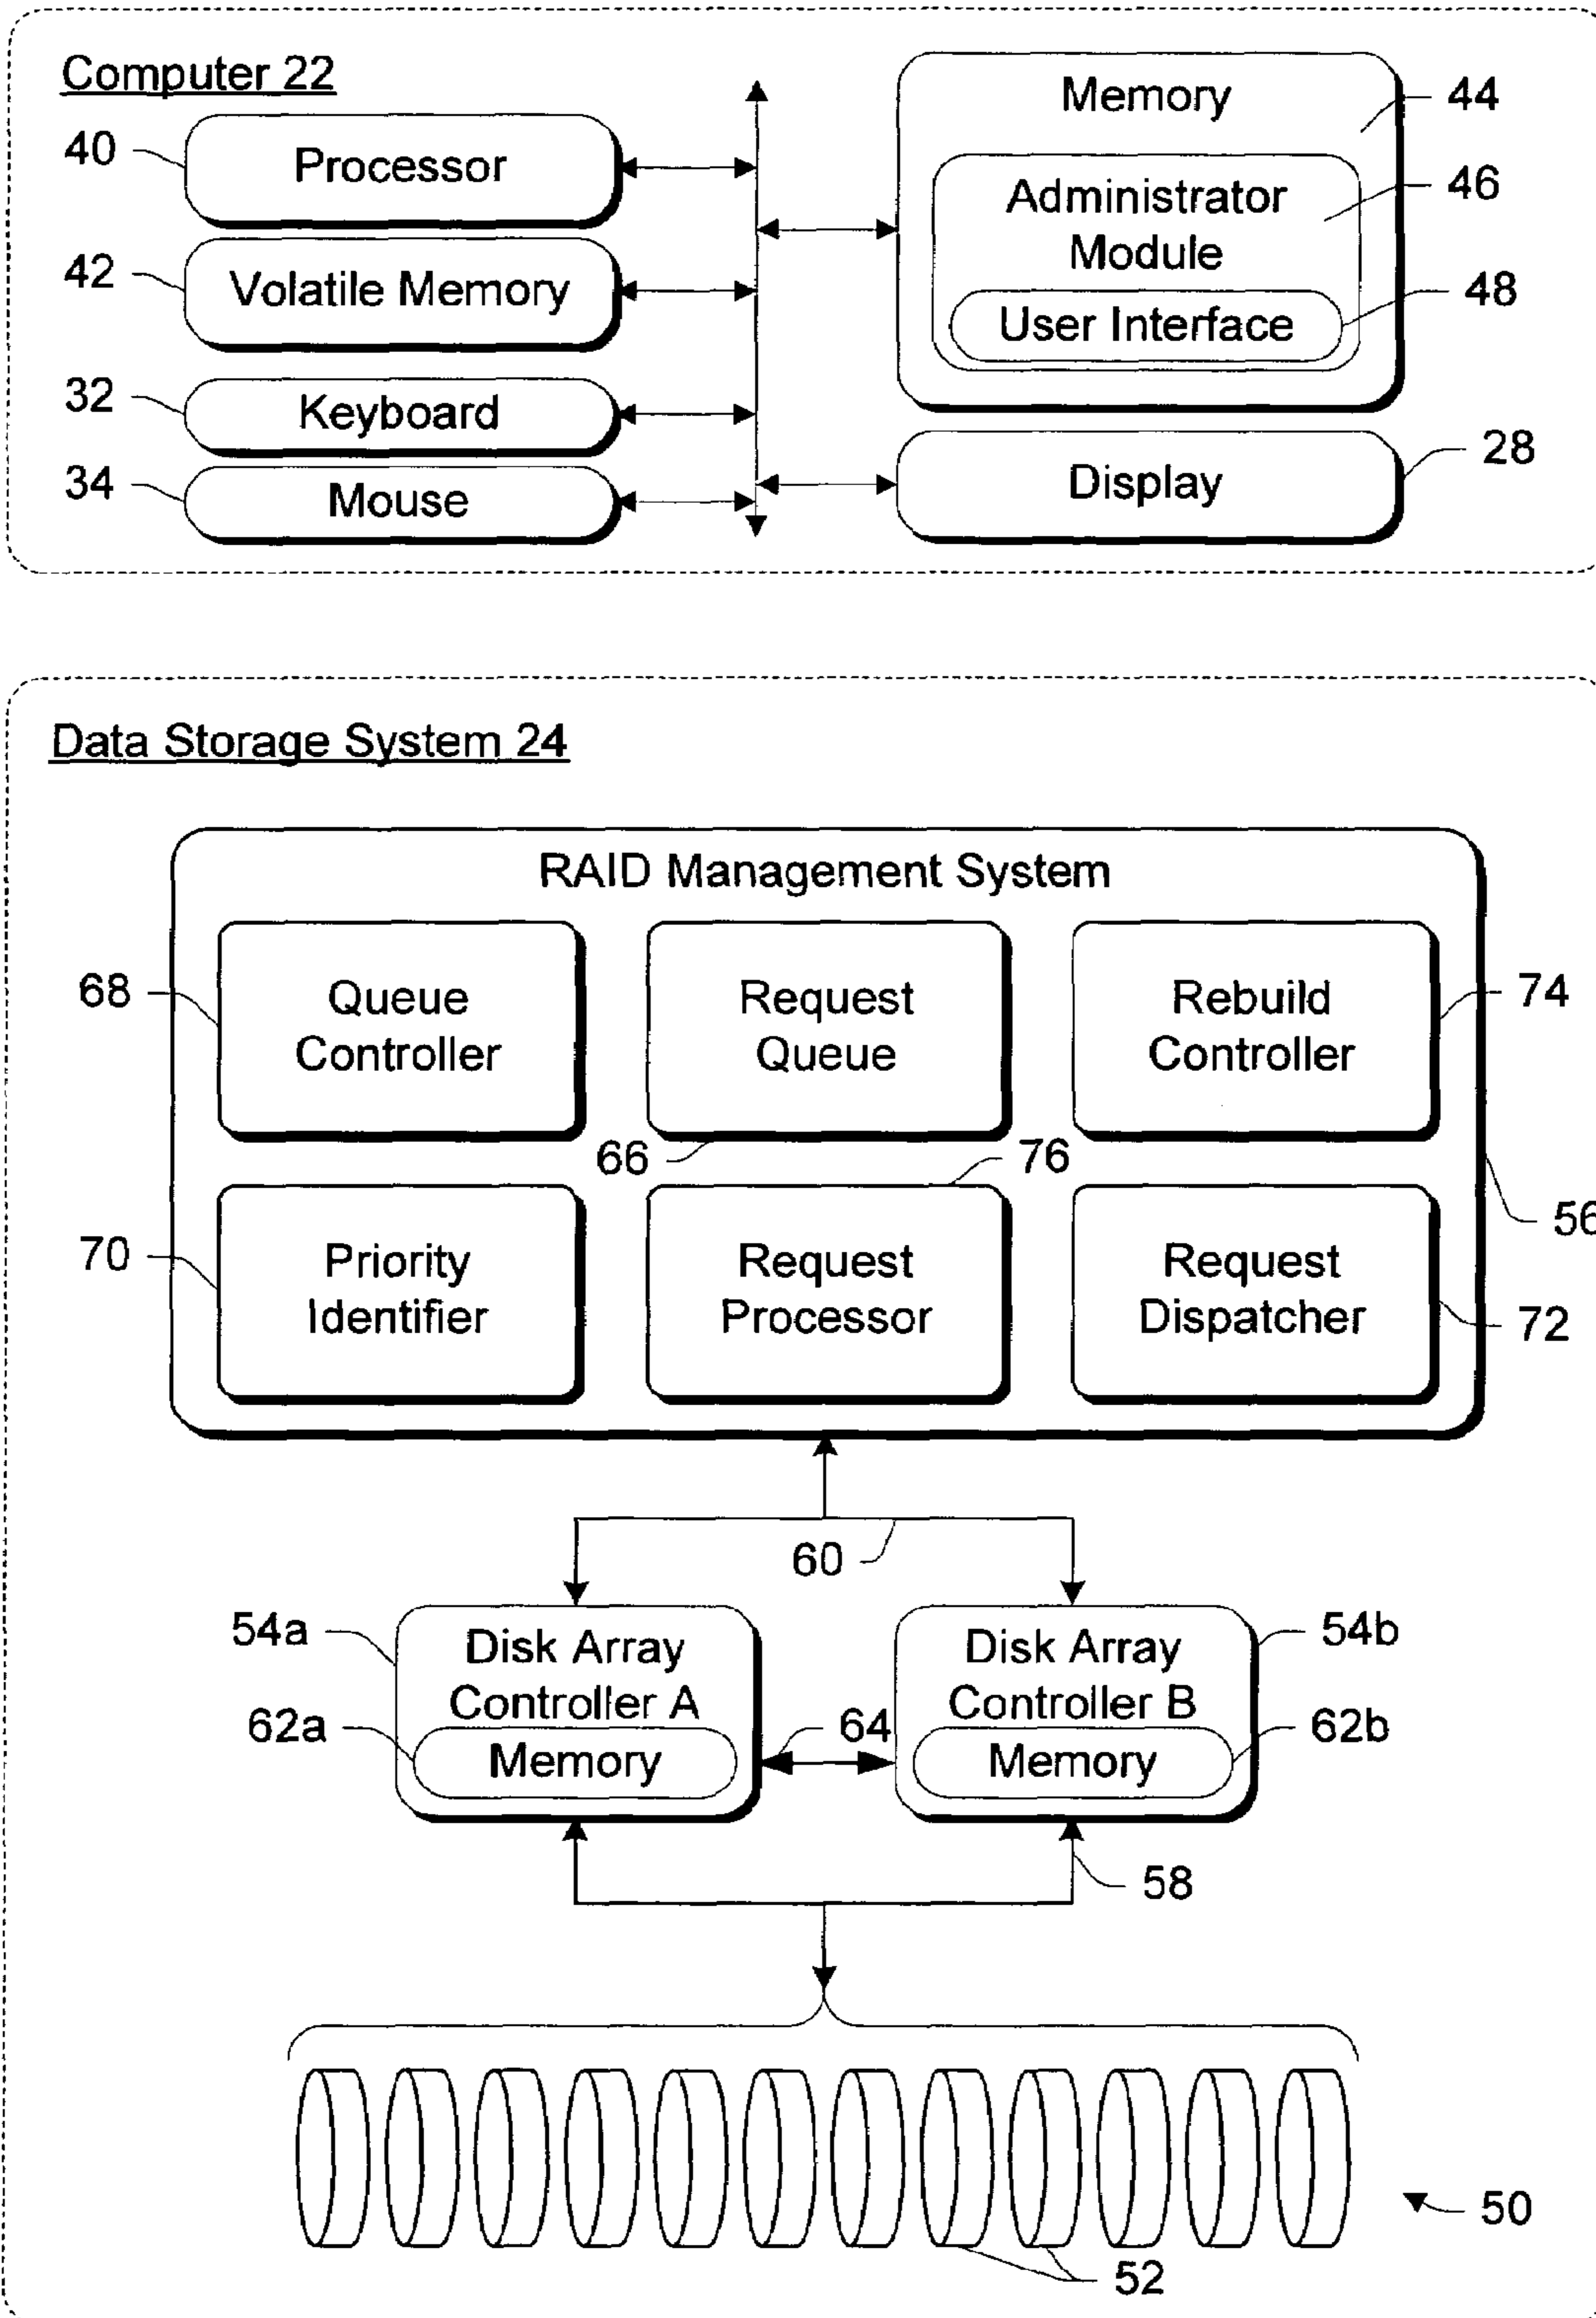 Computer 22
40
Processor
42
Volatile Memory
32
Keyboard
34
Mouse
Memory
44
Administrator
Module
46
User Interface
48
Display
28
Data Storage System 24
RAID Management System
68
Queue
Controller
Request
Queue
Rebuild
Controller
74
66
76
56
70
Priority
Identifier
Request
Processor
Request
Dispatcher
72
60
54a
Disk Array
Controller A
62a
Memory
64
Disk Array
Controller B
54b
Memory
62b
58
50
52